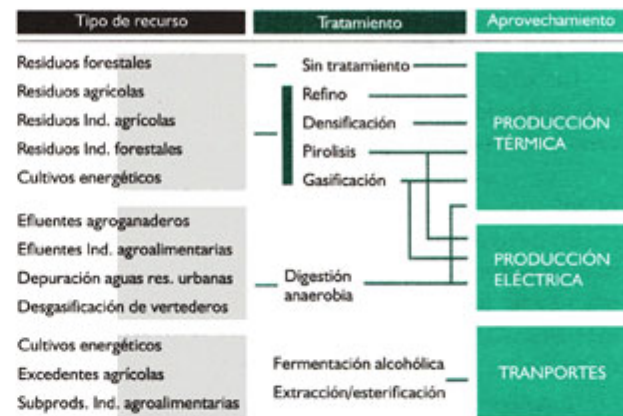 Tipo de recurso
Tratamiento
Aprovechamiento
Residuos forestales
Residuos agrícolas
Residuos Ind. agrícolas
Residuos Ind. forestales
Cultivos energéticos
Sin tratamiento
Refino
Densificación
Pirolisis
Gasificación
PRODUCCIÓN
TÉRMICA
Efluentes agroganaderos
Efluentes Ind. agroalimentarias
Depuración aguas res. urbanas
Desgasificación de vertederos
Digestión
anaerobia
PRODUCCIÓN
ELÉCTRICA
Cultivos energéticos
Excedentes agrícolas
Subprods. Ind. agroalimentarias
Fermentación alcohólica
Extracción/esterificación
TRANPORTES